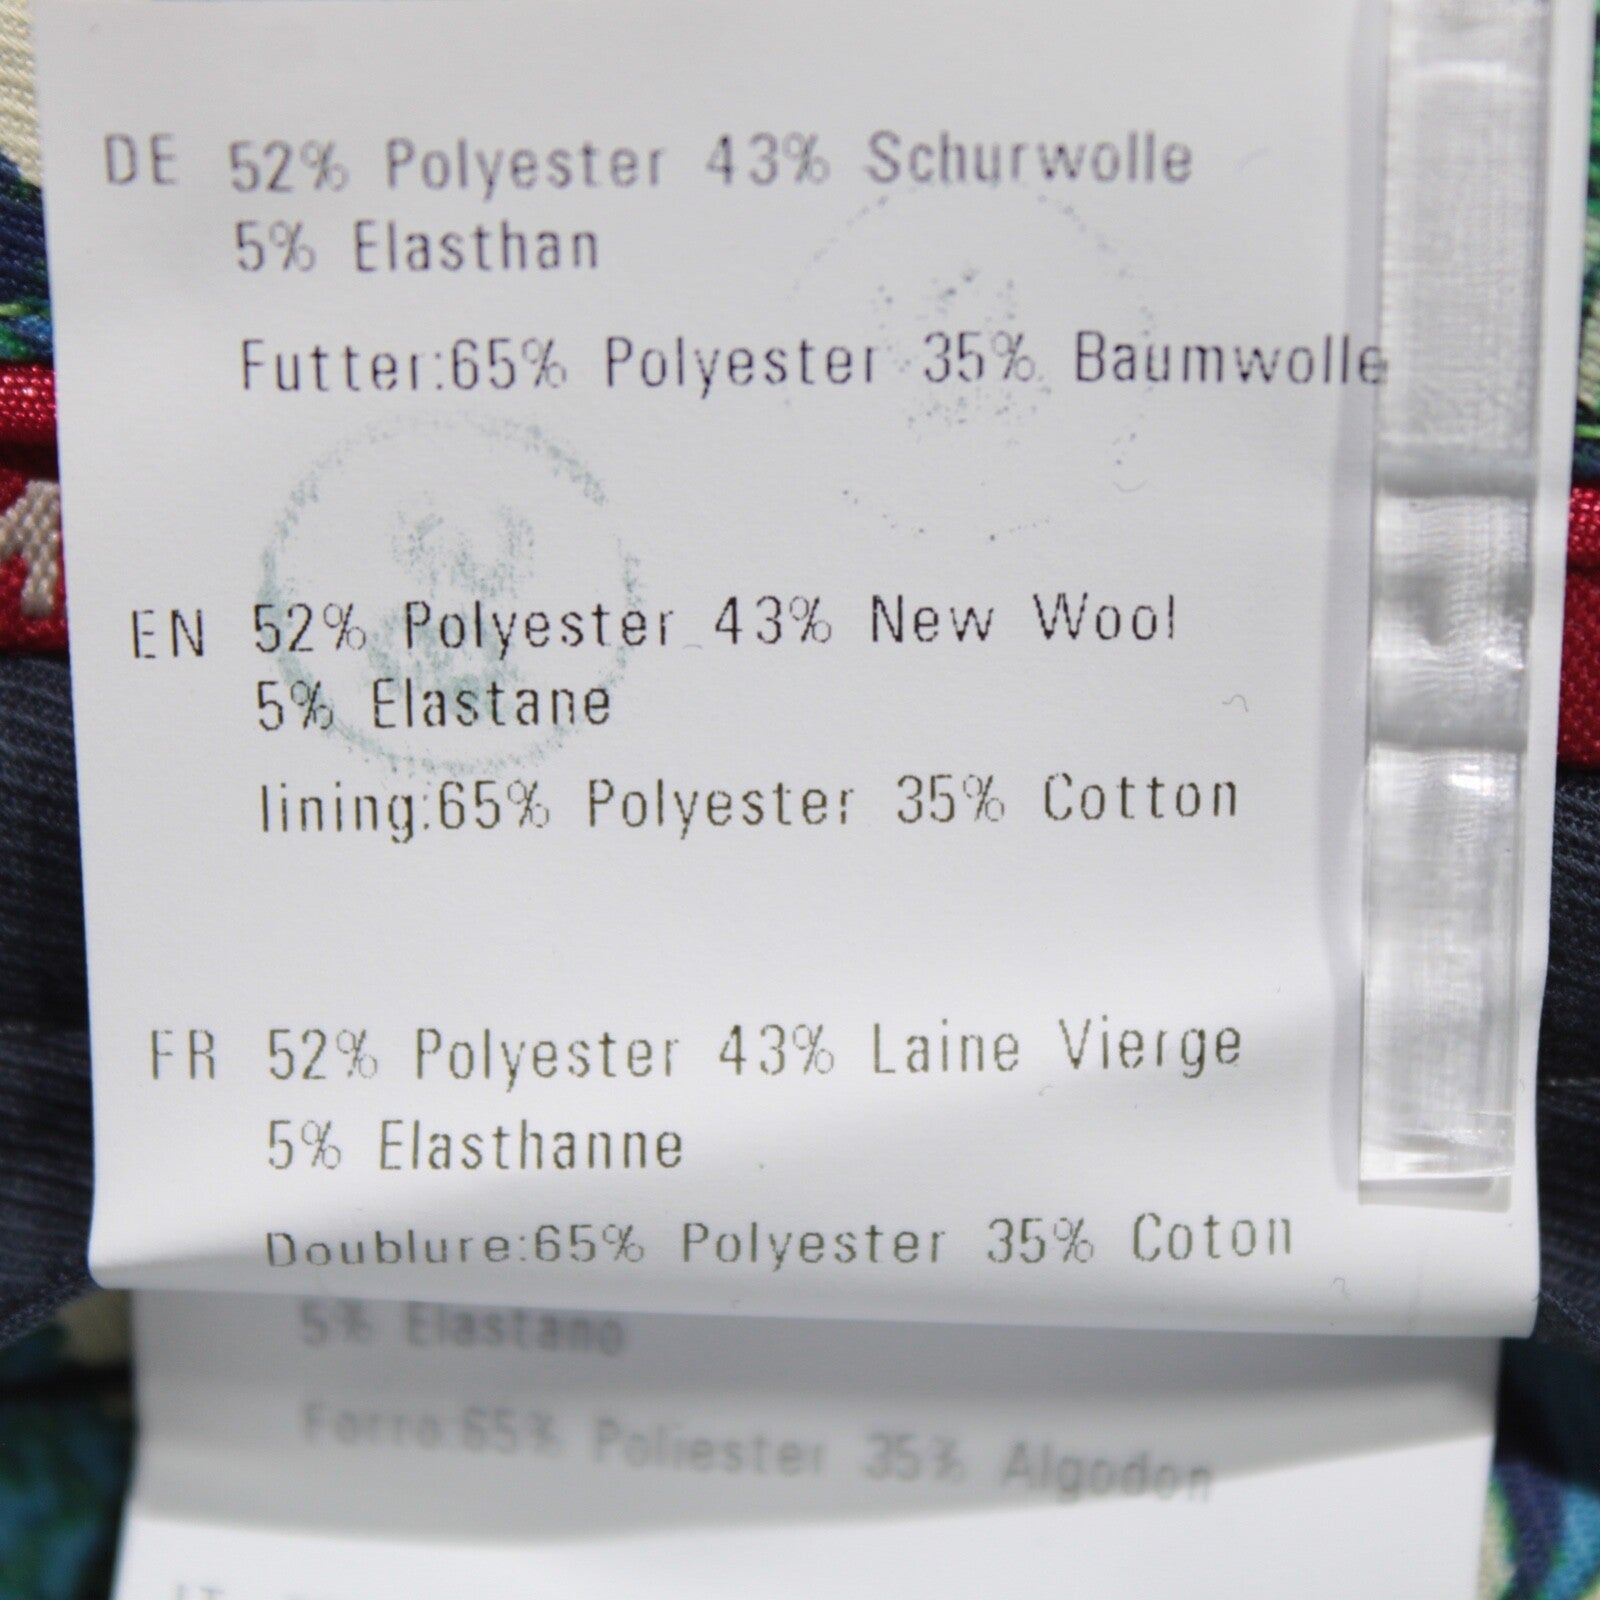 DE 52% Polyester 43% Schurwolle
5% Elasthan
Futter:65% Polyester 35% Baumwolle
EN 52% Polyester 43% New Wool
5% Elastane
lining:65% Polyester 35% Cotton
FR 52% Polyester 43% Laine Vierge
5% Elasthanne
Doublure:65% Polyester 35% Coton
5% Elastano
Forro:65% Poliester 35% Algodon